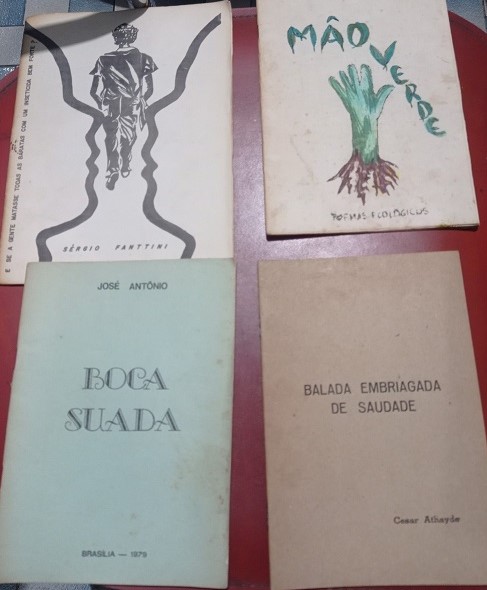 E SE A GENTE MATASSE TODAS AS BARATAS COM UM INSETICIDA BEM FORTE ?
SÉRGIO FANTTINI
MÃO
VERDE
POEMAS ECOLÓGICOS
JOSÉ ANTÔNIO
BOCA
SUADA
BRASÍLIA — 1979
BALADA EMBRIAGADA
DE SAUDADE
Cesar Athayde